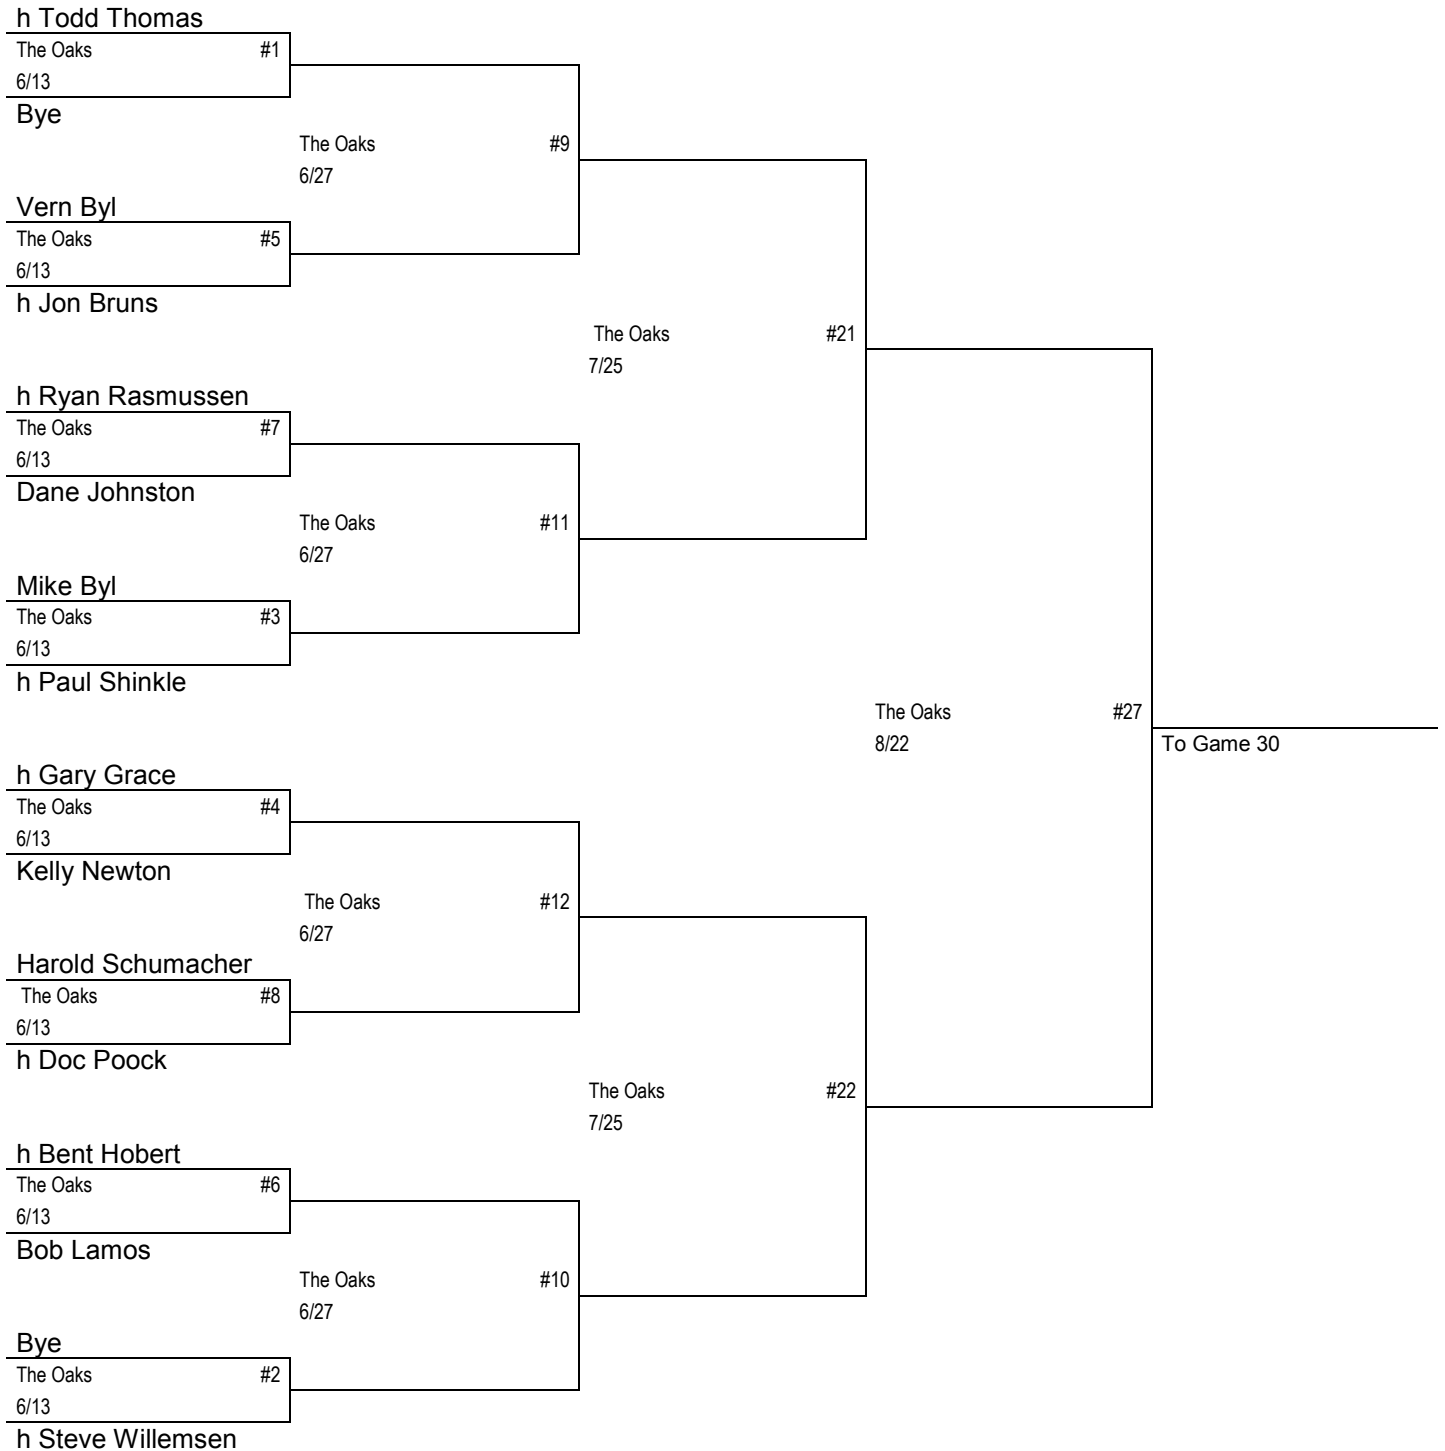 h Todd Thomas
The Oaks #1
6/13
Bye
The Oaks #9
6/27
Vern Byl
The Oaks #5
6/13
h Jon Bruns
The Oaks #21
7/25
h Ryan Rasmussen
The Oaks #7
6/13
Dane Johnston
The Oaks #11
6/27
Mike Byl
The Oaks #3
6/13
h Paul Shinkle
The Oaks #27
8/22
To Game 30
h Gary Grace
The Oaks #4
6/13
Kelly Newton
The Oaks #12
6/27
Harold Schumacher
The Oaks #8
6/13
h Doc Poock
The Oaks #22
7/25
h Bent Hobert
The Oaks #6
6/13
Bob Lamos
The Oaks #10
6/27
Bye
The Oaks #2
6/13
h Steve Willemsen